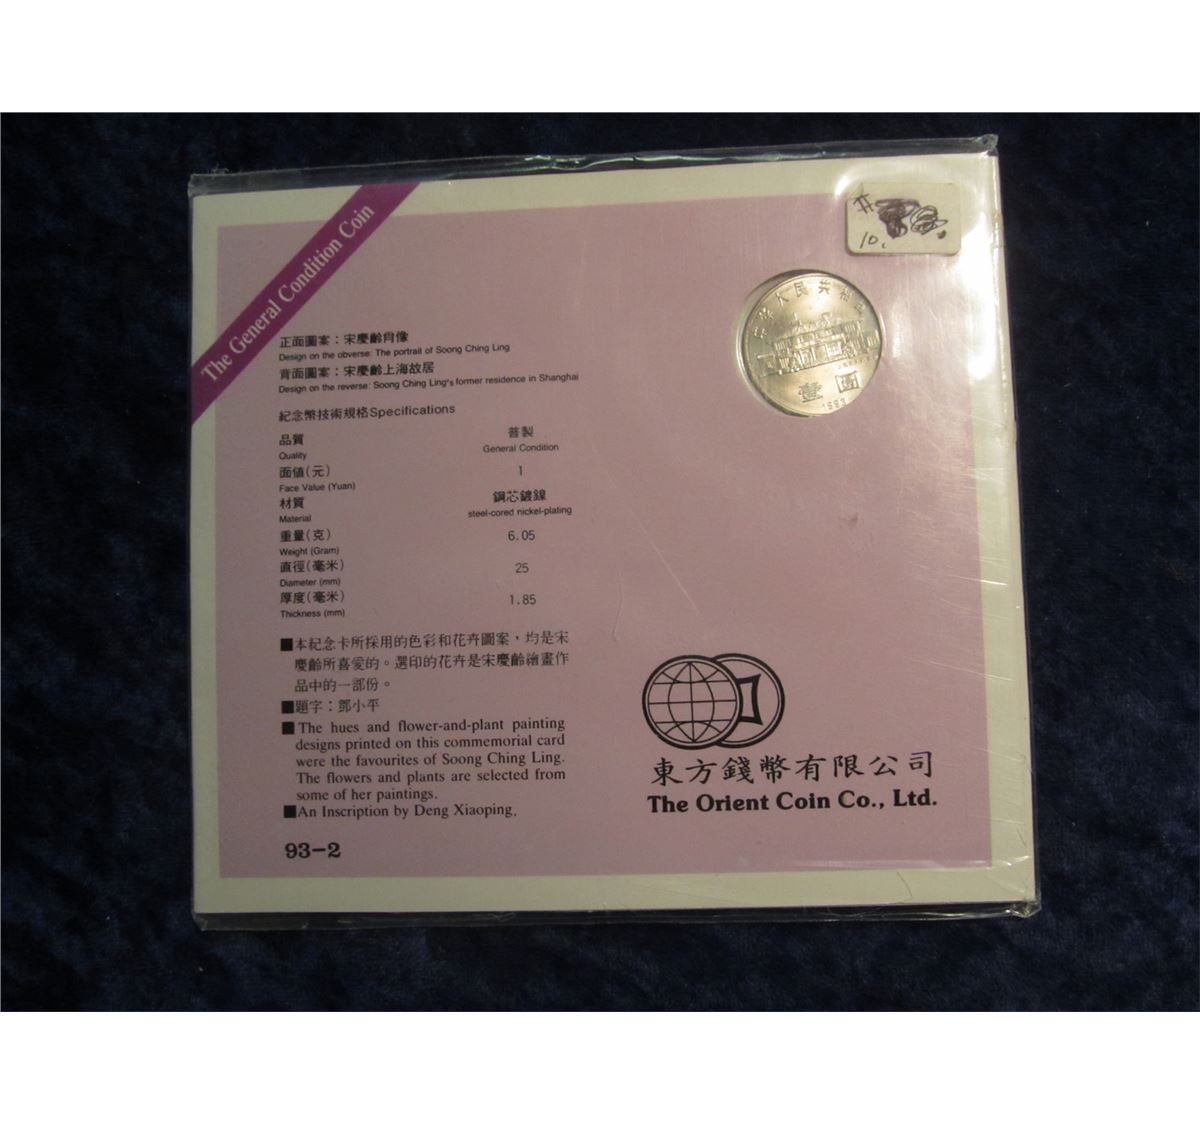 The General Condition Coin
# 
10.
中華人民共和國
壹圓
1993
正面圖案：宋慶齡肖像
Design on the obverse: The portrait of Soong Ching Ling
背面圖案：宋慶齡上海故居
Design on the reverse: Soong Ching Ling's former residence in Shanghai
紀念幣技術規格Specifications
品質 普製
Quality General Condition
面值(元) 1
Face Value (Yuan)
材質 鋼芯鍍鎳
Material steel-cored nickel-plating
重量(克) 6.05
Weight (Gram)
直徑(毫米) 25
Diameter (mm)
厚度(毫米) 1.85
Thickness (mm)
■本紀念卡所採用的色彩和花卉圖案，均是宋
慶齡所喜愛的。選印的花卉是宋慶齡繪畫作
品中的一部份。
■題字：鄧小平
■The hues and flower-and-plant painting
designs printed on this commemorial card
were the favourites of Soong Ching Ling.
The flowers and plants are selected from
some of her paintings.
■An Inscription by Deng Xiaoping.
93-2
東方錢幣有限公司
The Orient Coin Co., Ltd.